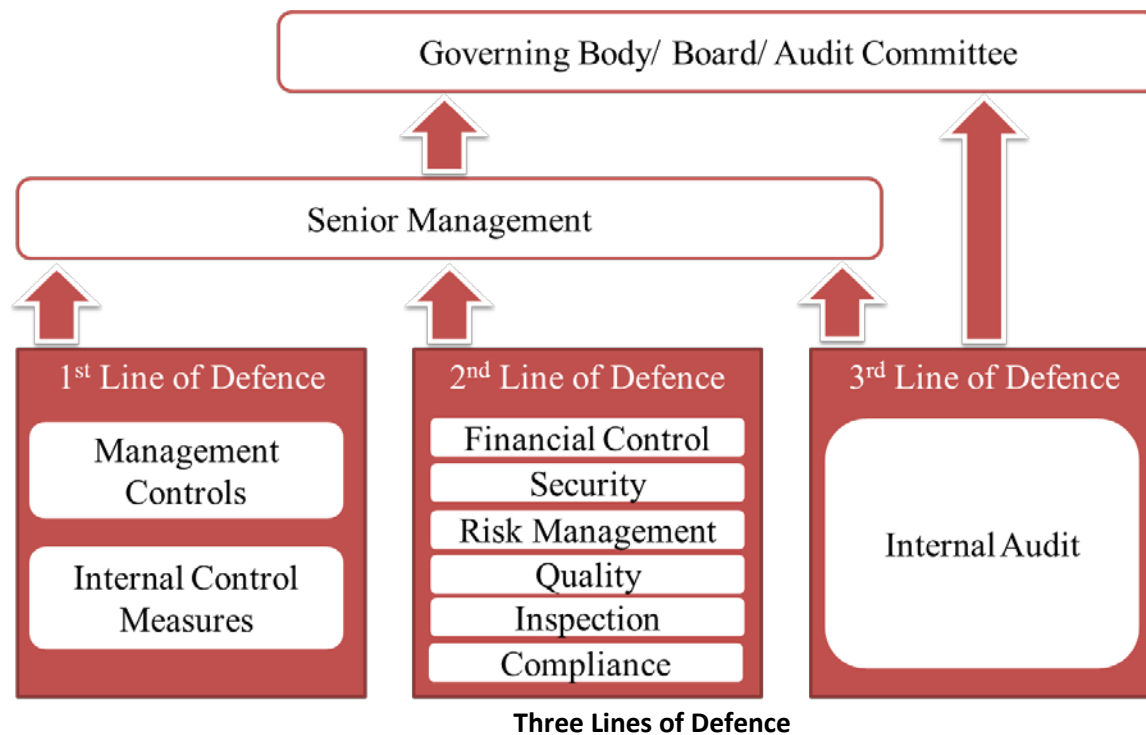 Governing Body/ Board/ Audit Committee
Senior Management
1st Line of Defence
Management
Controls
Internal Control
Measures
2nd Line of Defence
Financial Control
Security
Risk Management
Quality
Inspection
Compliance
3rd Line of Defence
Internal Audit
Three Lines of Defence